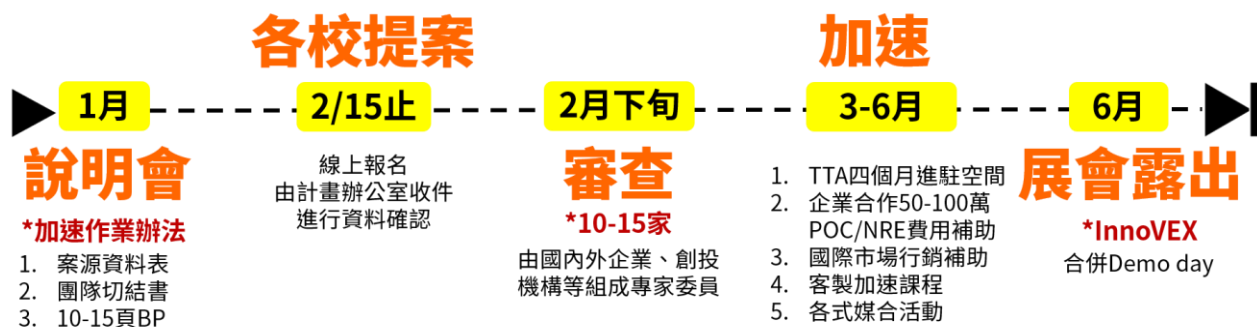 各校提案
加速
1月
2/15止
2月下旬
3-6月
6月
說明會
*加速作業辦法
1. 案源資料表
2. 團隊切結書
3. 10-15頁BP
線上報名
由計畫辦公室收件
進行資料確認
審查
*10-15家
由國內外企業、創投
機構等組成專家委員
1. TTA四個月進駐空間
2. 企業合作50-100萬
POC/NRE費用補助
3. 國際市場行銷補助
4. 客製加速課程
5. 各式媒合活動
展會露出
*InnoVEX
合併Demo day